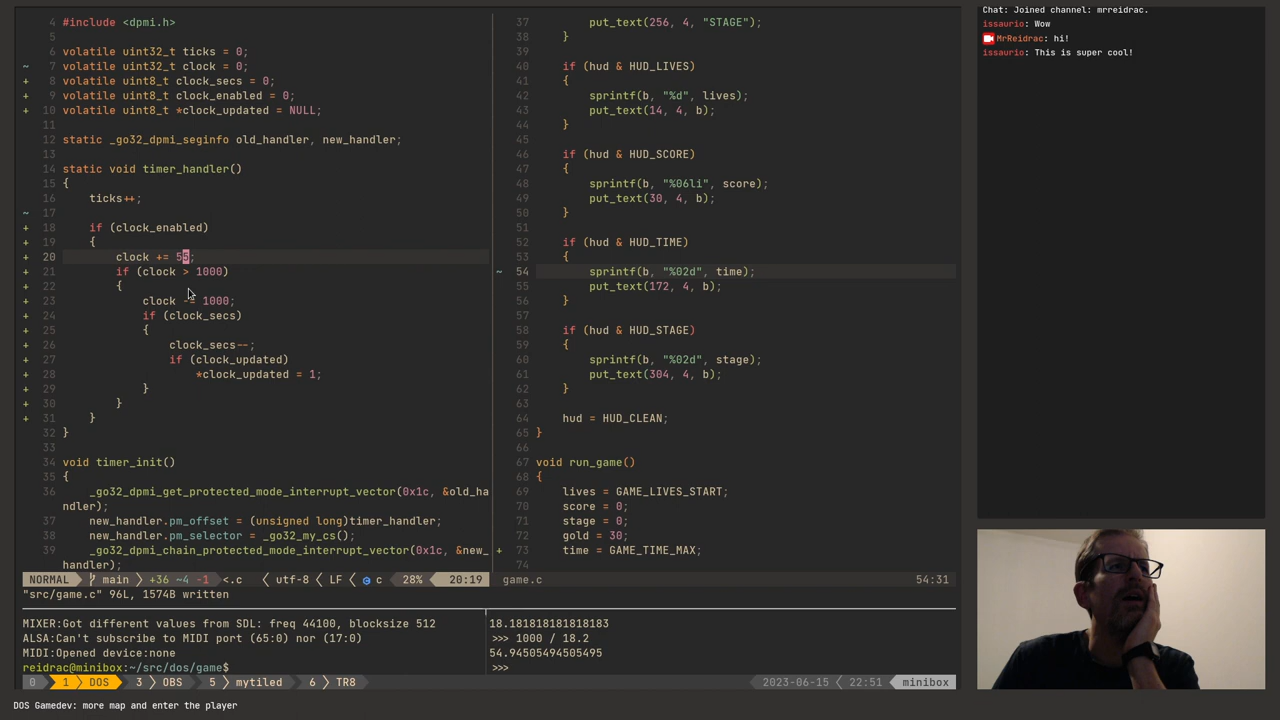 4 #include <dpmi.h>
5
6 volatile uint32_t ticks = 0;
~ 7 volatile uint32_t clock = 0;
+ 8 volatile uint8_t clock_secs = 0;
+ 9 volatile uint8_t clock_enabled = 0;
+ 10 volatile uint8_t *clock_updated = NULL;
11
12 static _go32_dpmi_seginfo old_handler, new_handler;
13
14 static void timer_handler()
15 {
16 ticks++;
~ 17
+ 18 if (clock_enabled)
+ 19 {
+ 20 clock += 55;
+ 21 if (clock > 1000)
+ 22 {
+ 23 clock -= 1000;
+ 24 if (clock_secs)
+ 25 {
+ 26 clock_secs--;
+ 27 if (clock_updated)
+ 28 *clock_updated = 1;
+ 29 }
+ 30 }
+ 31 }
32 }
33
34 void timer_init()
35 {
36 _go32_dpmi_get_protected_mode_interrupt_vector(0x1c, &old_ha
ndler);
37 new_handler.pm_offset = (unsigned long)timer_handler;
38 new_handler.pm_selector = _go32_my_cs();
39 _go32_dpmi_chain_protected_mode_interrupt_vector(0x1c, &new_
handler);
NORMAL main +36 ~4 -1 <.c utf-8 < LF < c 28% 20:19
"src/game.c" 96L, 1574B written
37 put_text(256, 4, "STAGE");
38 }
39
40 if (hud & HUD_LIVES)
41 {
42 sprintf(b, "%d", lives);
43 put_text(14, 4, b);
44 }
45
46 if (hud & HUD_SCORE)
47 {
48 sprintf(b, "%06li", score);
49 put_text(30, 4, b);
50 }
51
52 if (hud & HUD_TIME)
53 {
~ 54 sprintf(b, "%02d", time);
55 put_text(172, 4, b);
56 }
57
58 if (hud & HUD_STAGE)
59 {
60 sprintf(b, "%02d", stage);
61 put_text(304, 4, b);
62 }
63
64 hud = HUD_CLEAN;
65 }
66
67 void run_game()
68 {
69 lives = GAME_LIVES_START;
70 score = 0;
71 stage = 0;
72 gold = 30;
+ 73 time = GAME_TIME_MAX;
74
game.c 54:31
MIXER:Got different values from SDL: freq 44100, blocksize 512
ALSA:Can't subscribe to MIDI port (65:0) nor (17:0)
MIDI:Opened device:none
reidrac@minibox:~/src/dos/game$
18.181818181818183
>>> 1000 / 18.2
54.94505494505495
>>>
0 1 DOS 3 OBS 5 mytiled 6 TR8 2023-06-15 < 22:51 minibox
DOS Gamedev: more map and enter the player
Chat: Joined channel: mrreidrac.
issaurio: Wow
MrReidrac: hi!
issaurio: This is super cool!